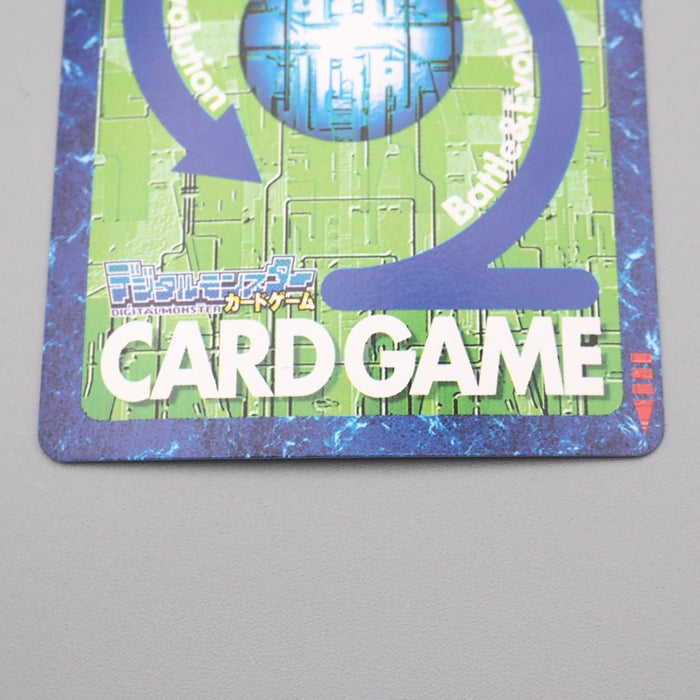 olution
Battle&Evolution
デジタルモンスター
DIGITALMONSTER
カードゲーム
CARD GAME